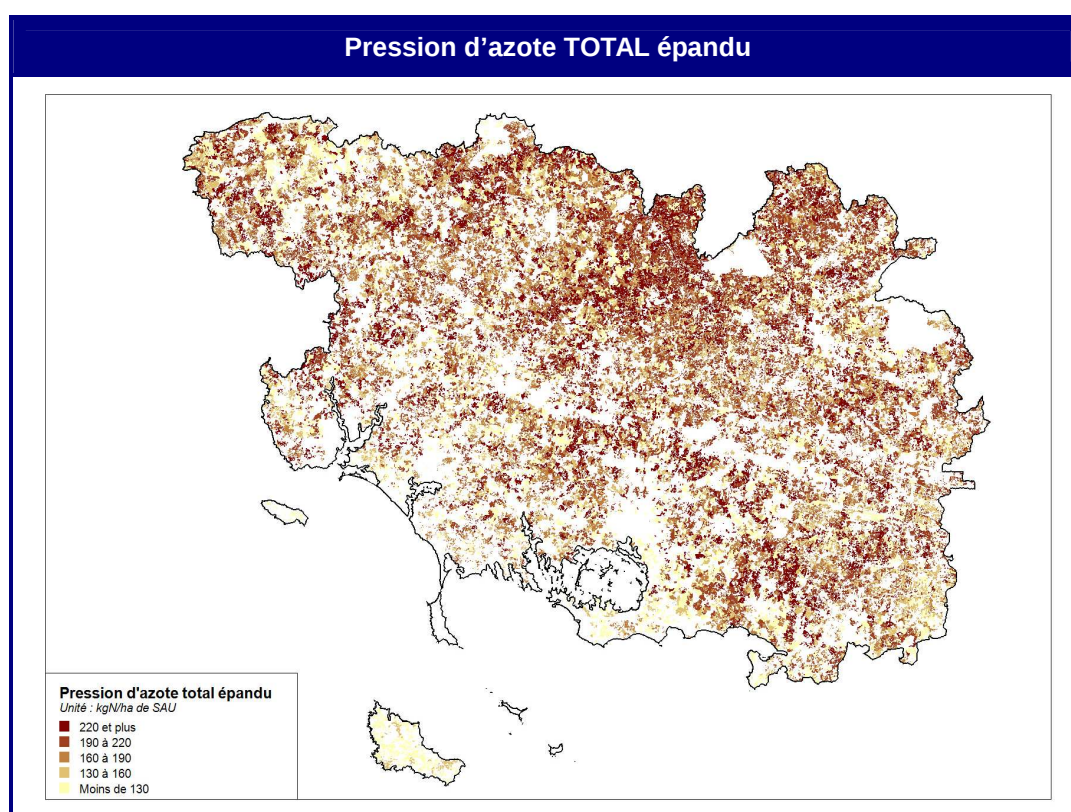 Pression d'azote TOTAL épandu
Pression d'azote total épandu
Unité : kgN/ha de SAU
220 et plus
190 à 220
160 à 190
130 à 160
Moins de 130